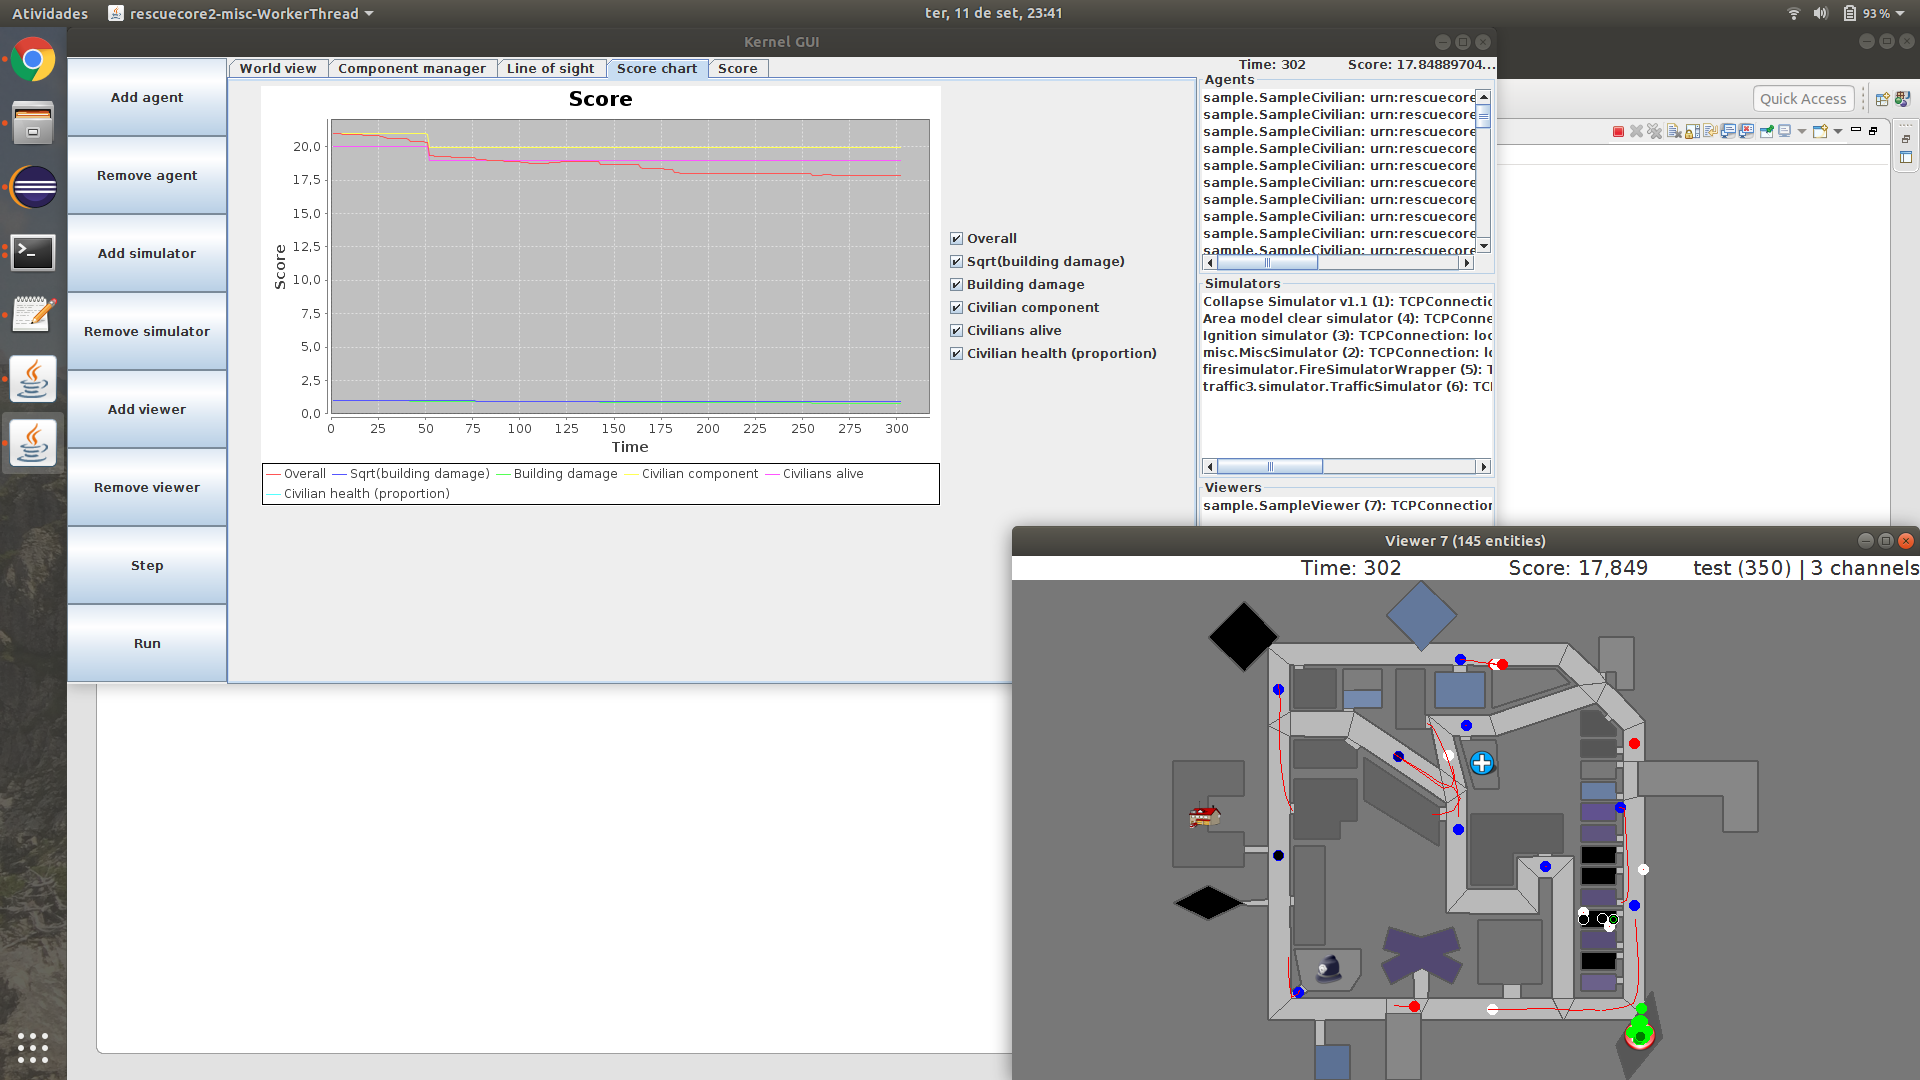 Atividades
rescuecore2-misc-WorkerThread
ter, 11 de set, 23:41
93 %
Kernel GUI
Quick Access
Add agent
Remove agent
Add simulator
Remove simulator
Add viewer
Remove viewer
Step
Run
World view
Component manager
Line of sight
Score chart
Score
Time: 302
Score: 17.84889704...
Score
Score
20,0
17,5
15,0
12,5
10,0
7,5
5,0
2,5
0,0
0 25 50 75 100 125 150 175 200 225 250 275 300
Time
Overall Sqrt(building damage) Building damage Civilian component Civilians alive
Civilian health (proportion)
Overall
Sqrt(building damage)
Building damage
Civilian component
Civilians alive
Civilian health (proportion)
Agents
sample.SampleCivilian: urn:rescuecore
sample.SampleCivilian: urn:rescuecore
sample.SampleCivilian: urn:rescuecore
sample.SampleCivilian: urn:rescuecore
sample.SampleCivilian: urn:rescuecore
sample.SampleCivilian: urn:rescuecore
sample.SampleCivilian: urn:rescuecore
sample.SampleCivilian: urn:rescuecore
sample.SampleCivilian: urn:rescuecore
sample.SampleCivilian: urn:rescuecore
Simulators
Collapse Simulator v1.1 (1): TCPConnectic
Area model clear simulator (4): TCPConne
Ignition simulator (3): TCPConnection: loc
misc.MiscSimulator (2): TCPConnection: lo
firesimulator.FireSimulatorWrapper (5): T
traffic3.simulator.TrafficSimulator (6): TCI
Viewers
sample.SampleViewer (7): TCPConnection
Viewer 7 (145 entities)
Time: 302
Score: 17,849
test (350) | 3 channels